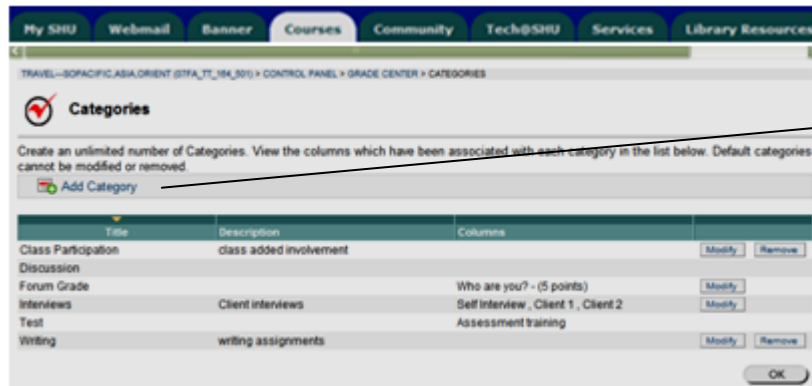 My SHU Webmail Banner Courses Community Tech@SHU Services Library Resources
TRAVEL--SOPACIFIC,ASIA,ORIENT (07FA_TT_164_501) > CONTROL PANEL > GRADE CENTER > CATEGORIES
Categories
Create an unlimited number of Categories. View the columns which have been associated with each category in the list below. Default categories
cannot be modified or removed.
Add Category
Title Description Columns
Class Participation class added involvement Modify Remove
Discussion
Forum Grade Who are you? - (5 points) Modify
Interviews Client interviews Self Interview , Client 1 , Client 2 Modify
Test Assessment training
Writing writing assignments Modify Remove
OK